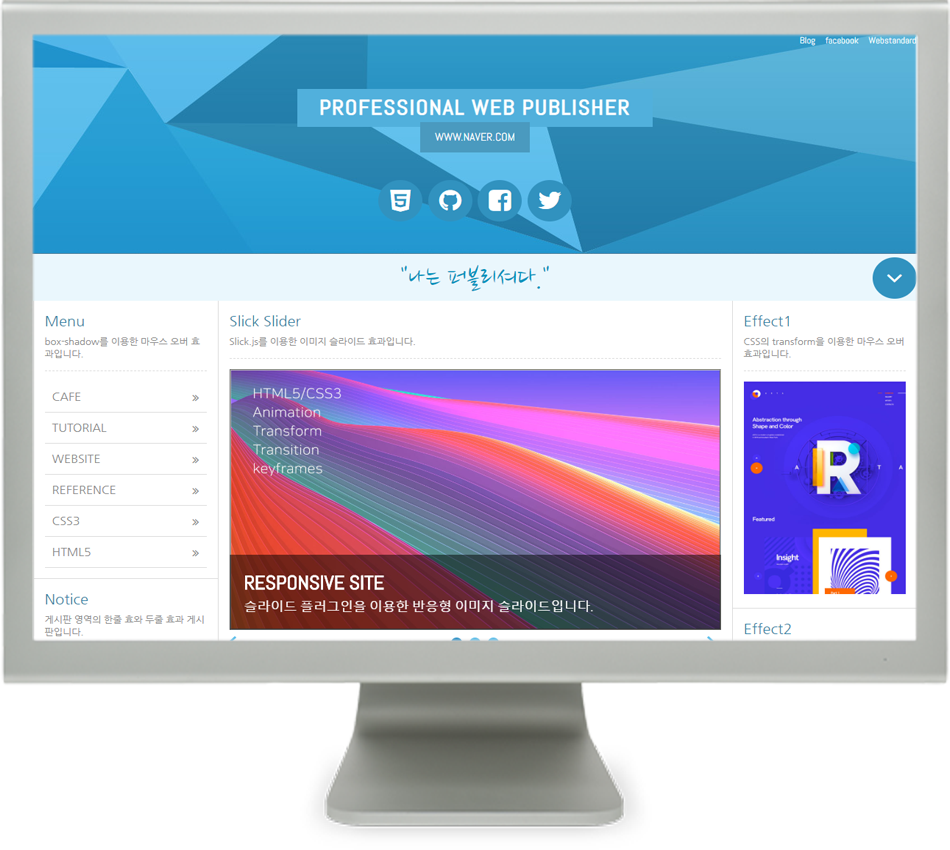 Blog facebook Webstandard
PROFESSIONAL WEB PUBLISHER
WWW.NAVER.COM
"나는 퍼블리셔다."
Menu
box-shadow를 이용한 마우스 오버 효
과입니다.
CAFE
TUTORIAL
WEBSITE
REFERENCE
CSS3
HTML5
Notice
게시판 영역의 한줄 효와 두줄 효과 게시
판입니다.
Slick Slider
Slick.js를 이용한 이미지 슬라이드 효과입니다.
HTML5/CSS3
Animation
Transform
Transition
keyframes
RESPONSIVE SITE
슬라이드 플러그인을 이용한 반응형 이미지 슬라이드입니다.
Effect1
CSS의 transform을 이용한 마우스 오버
효과입니다.
Abstraction through
Shape and Color
A R T A
Featured
Insight
Effect2